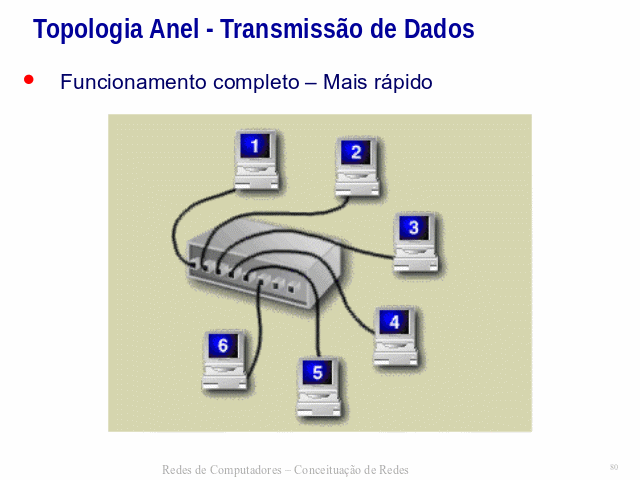 Topologia Anel - Transmissão de Dados
Funcionamento completo – Mais rápido
1
2
3
4
5
6
Redes de Computadores – Conceituação de Redes
80